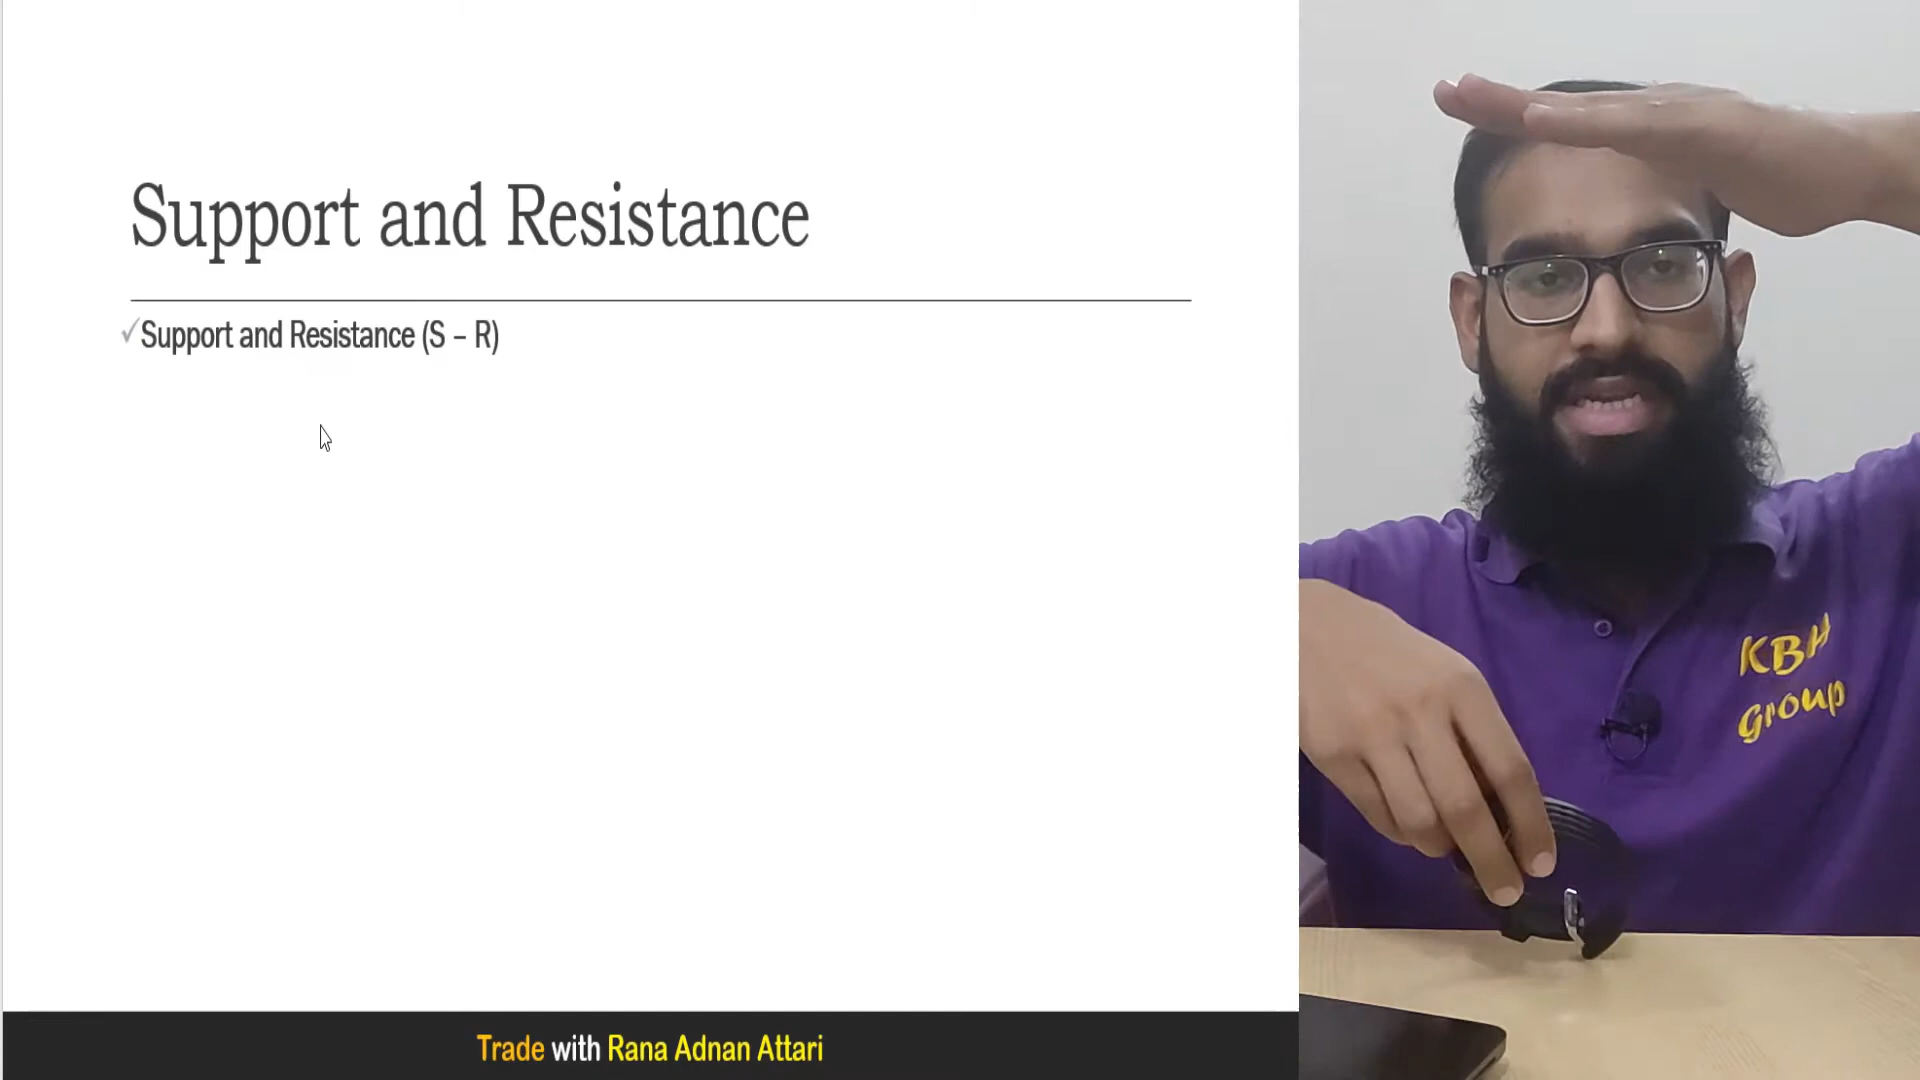 Support and Resistance
✓Support and Resistance (S – R)
KBH
Group
Trade with Rana Adnan Attari